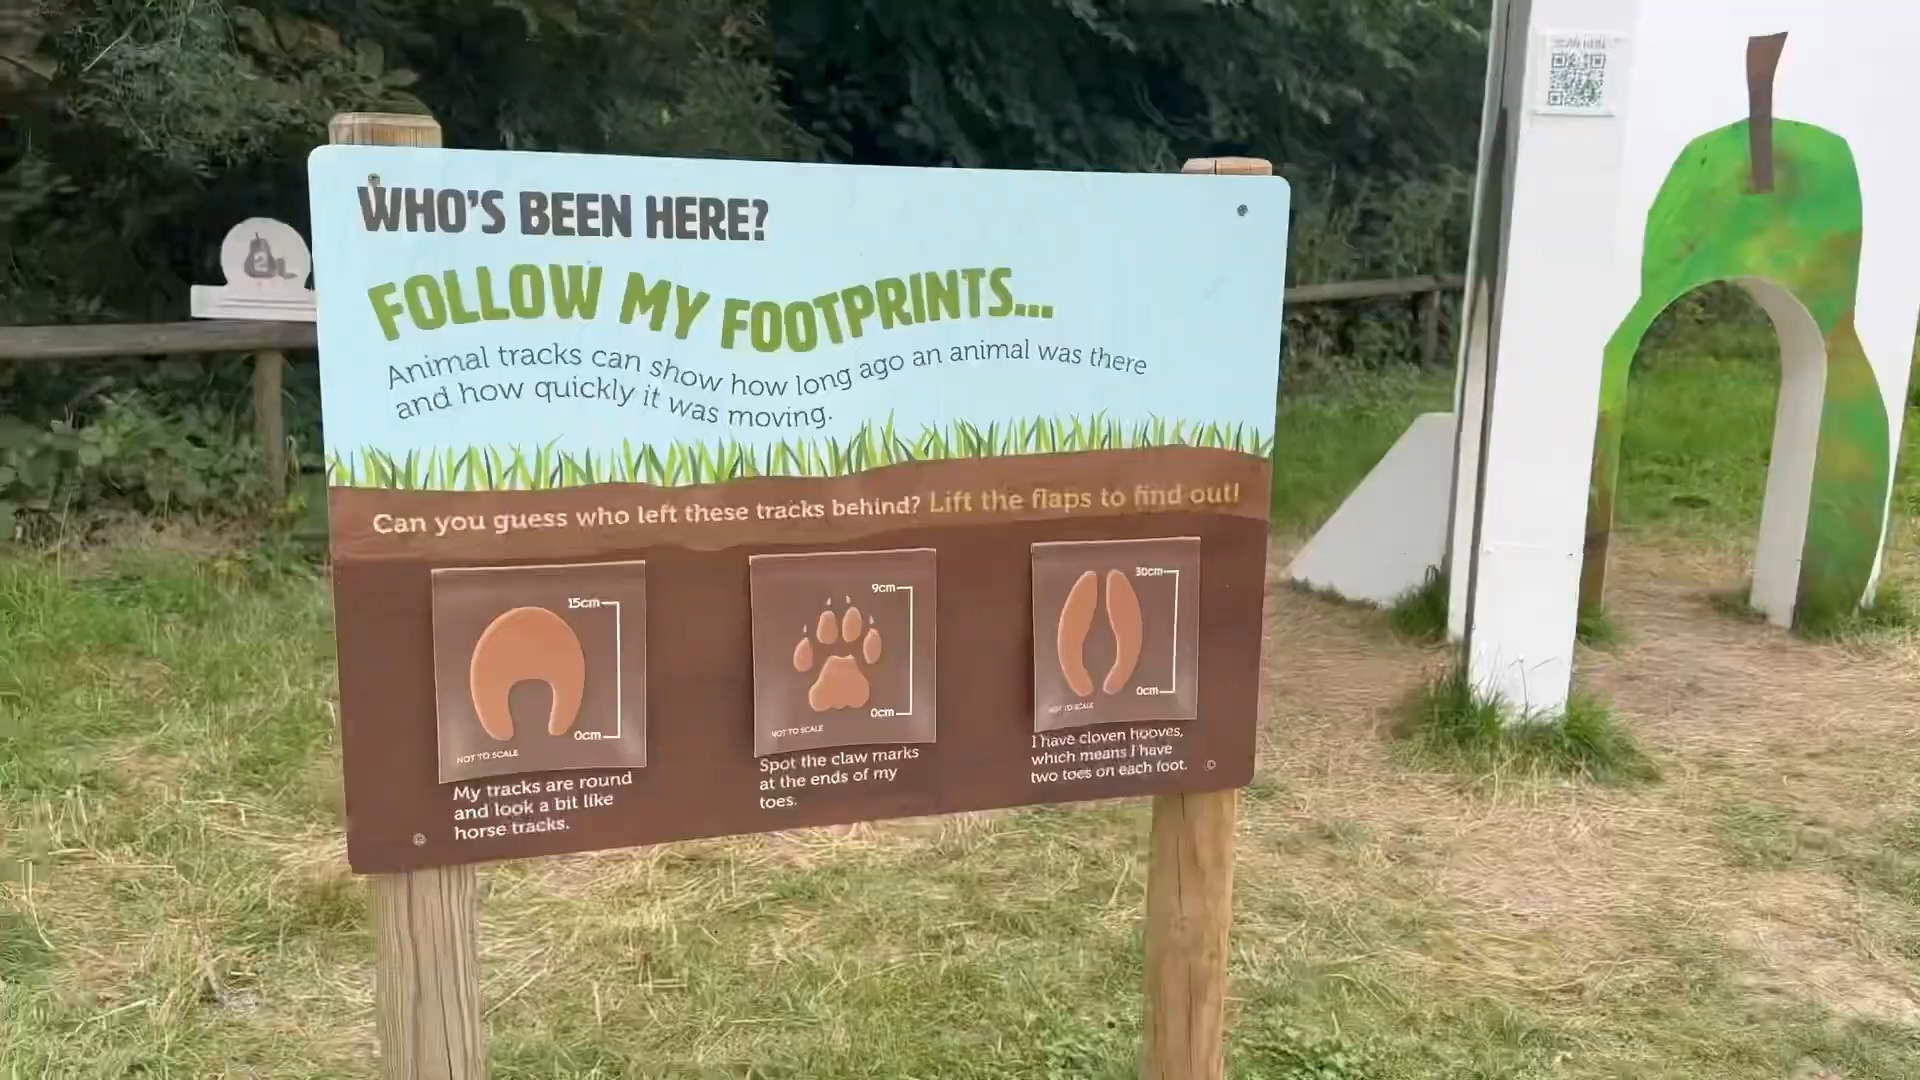 WHO'S BEEN HERE?
FOLLOW MY FOOTPRINTS...
Animal tracks can show how long ago an animal was there
and how quickly it was moving.
Can you guess who left these tracks behind? Lift the flaps to find out!
15cm
0cm
NOT TO SCALE
My tracks are round
and look a bit like
horse tracks.
9cm
0cm
NOT TO SCALE
Spot the claw marks
at the ends of my
toes.
30cm
0cm
NOT TO SCALE
I have cloven hooves,
which means I have
two toes on each foot.
2